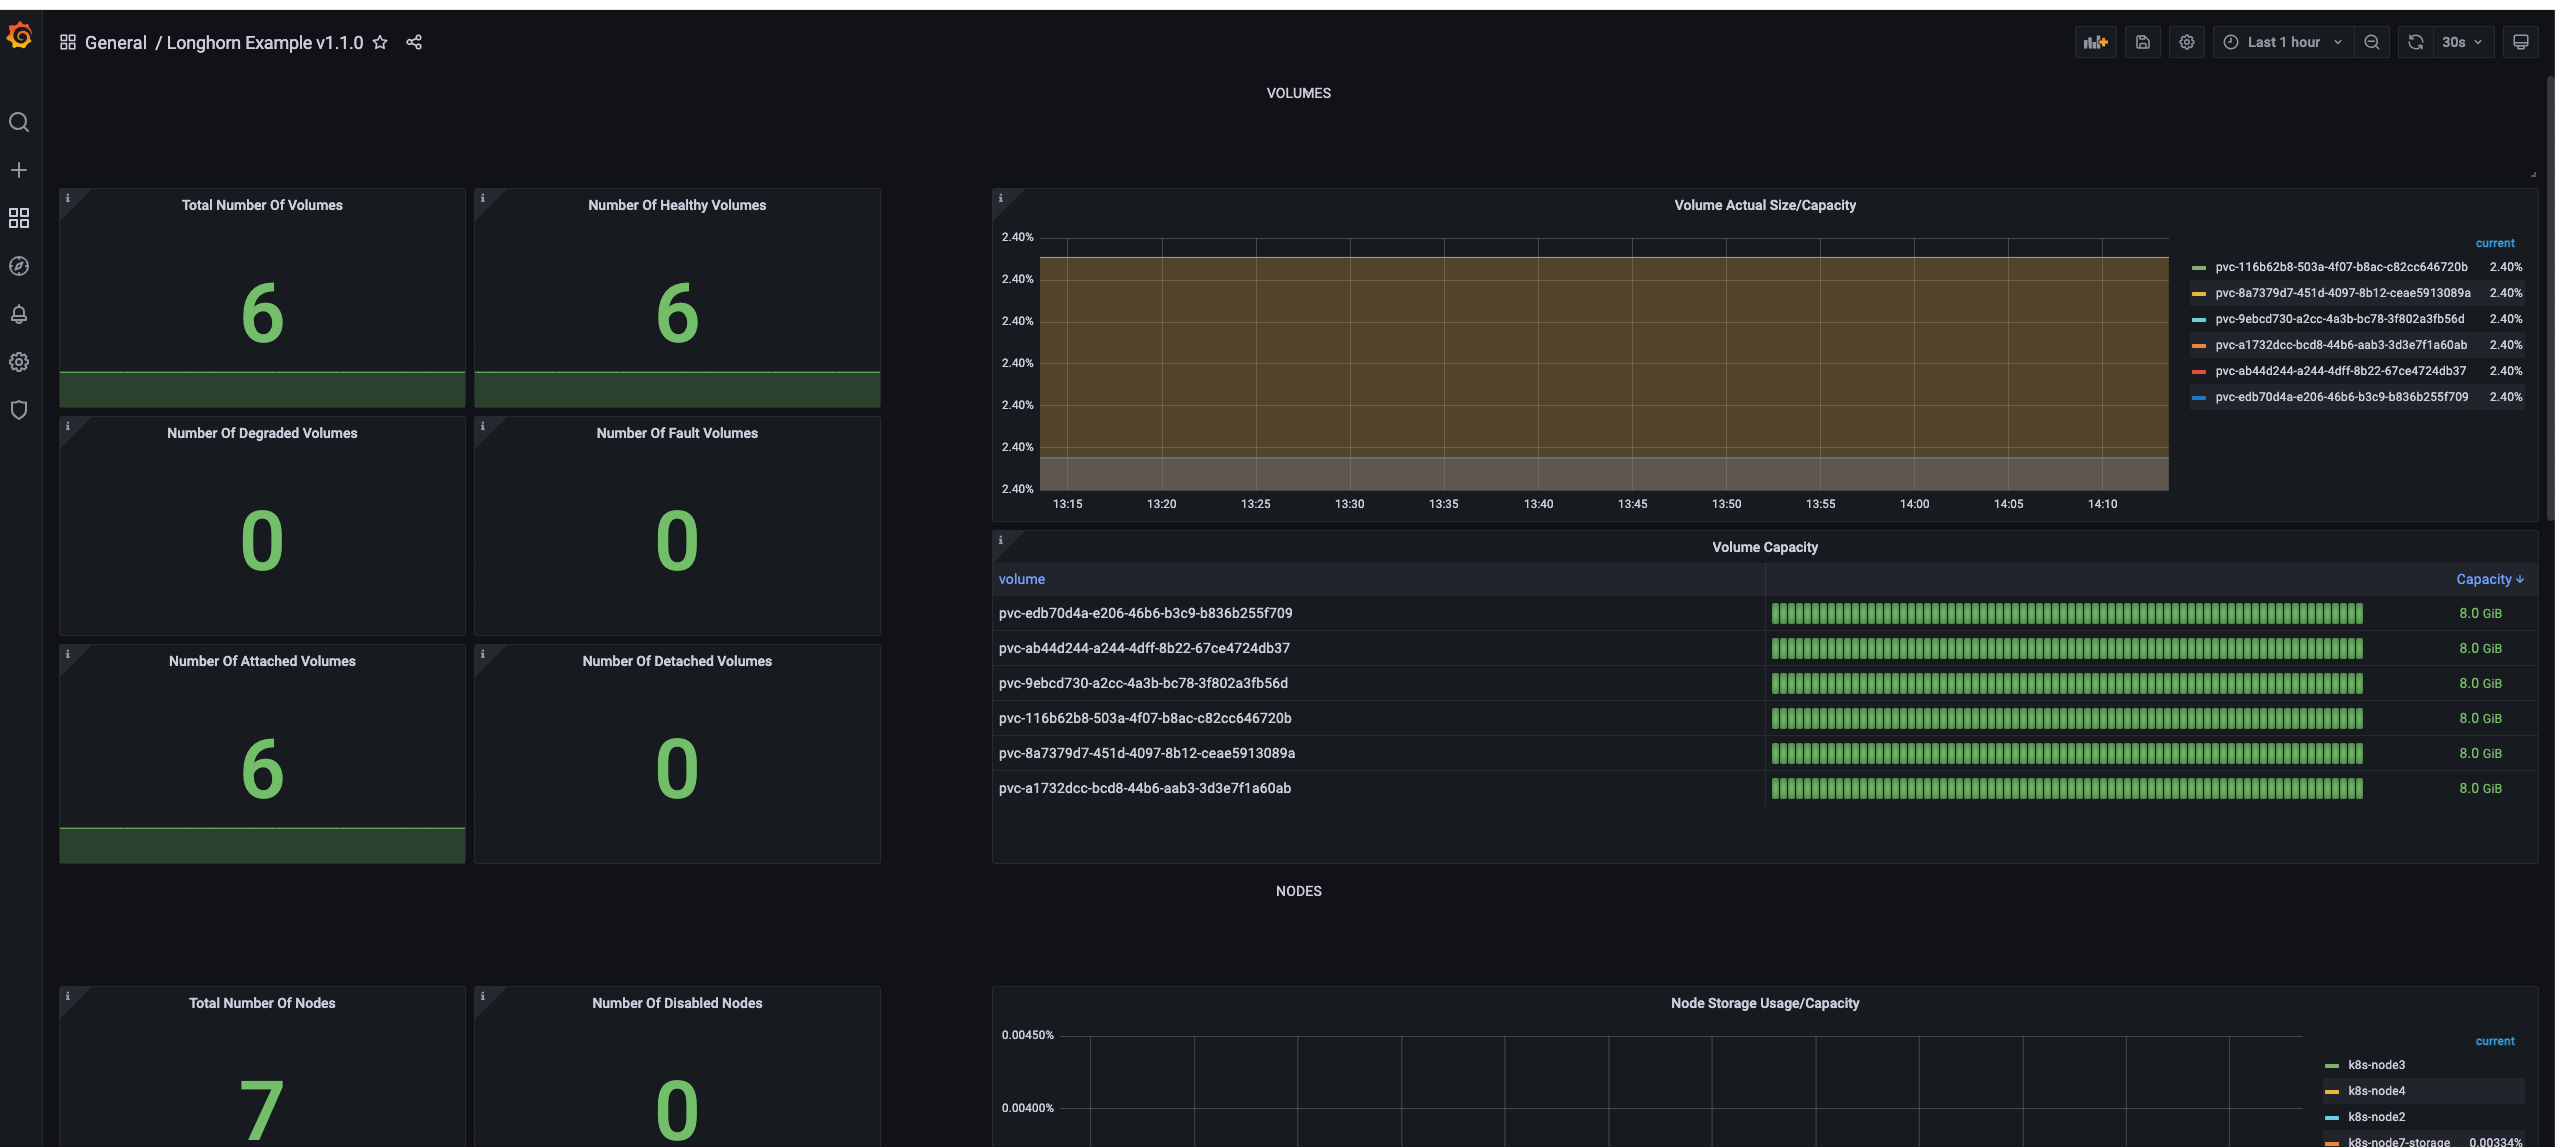 General / Longhorn Example v1.1.0
Last 1 hour
30s
VOLUMES
Total Number Of Volumes
6
Number Of Healthy Volumes
6
Number Of Degraded Volumes
0
Number Of Fault Volumes
0
Number Of Attached Volumes
6
Number Of Detached Volumes
0
Volume Actual Size/Capacity
2.40%
2.40%
2.40%
2.40%
2.40%
2.40%
2.40%
13:15 13:20 13:25 13:30 13:35 13:40 13:45 13:50 13:55 14:00 14:05 14:10
current
pvc-116b62b8-503a-4f07-b8ac-c82cc646720b 2.40%
pvc-8a7379d7-451d-4097-8b12-ceae5913089a 2.40%
pvc-9ebcd730-a2cc-4a3b-bc78-3f802a3fb56d 2.40%
pvc-a1732dcc-bcd8-44b6-aab3-3d3e7f1a60ab 2.40%
pvc-ab44d244-a244-4dff-8b22-67ce4724db37 2.40%
pvc-edb70d4a-e206-46b6-b3c9-b836b255f709 2.40%
Volume Capacity
volume Capacity
pvc-edb70d4a-e206-46b6-b3c9-b836b255f709 8.0 GiB
pvc-ab44d244-a244-4dff-8b22-67ce4724db37 8.0 GiB
pvc-9ebcd730-a2cc-4a3b-bc78-3f802a3fb56d 8.0 GiB
pvc-116b62b8-503a-4f07-b8ac-c82cc646720b 8.0 GiB
pvc-8a7379d7-451d-4097-8b12-ceae5913089a 8.0 GiB
pvc-a1732dcc-bcd8-44b6-aab3-3d3e7f1a60ab 8.0 GiB
NODES
Total Number Of Nodes
7
Number Of Disabled Nodes
0
Node Storage Usage/Capacity
0.00450%
0.00400%
current
k8s-node3
k8s-node4
k8s-node2
k8s-node7-storage 0.00334%